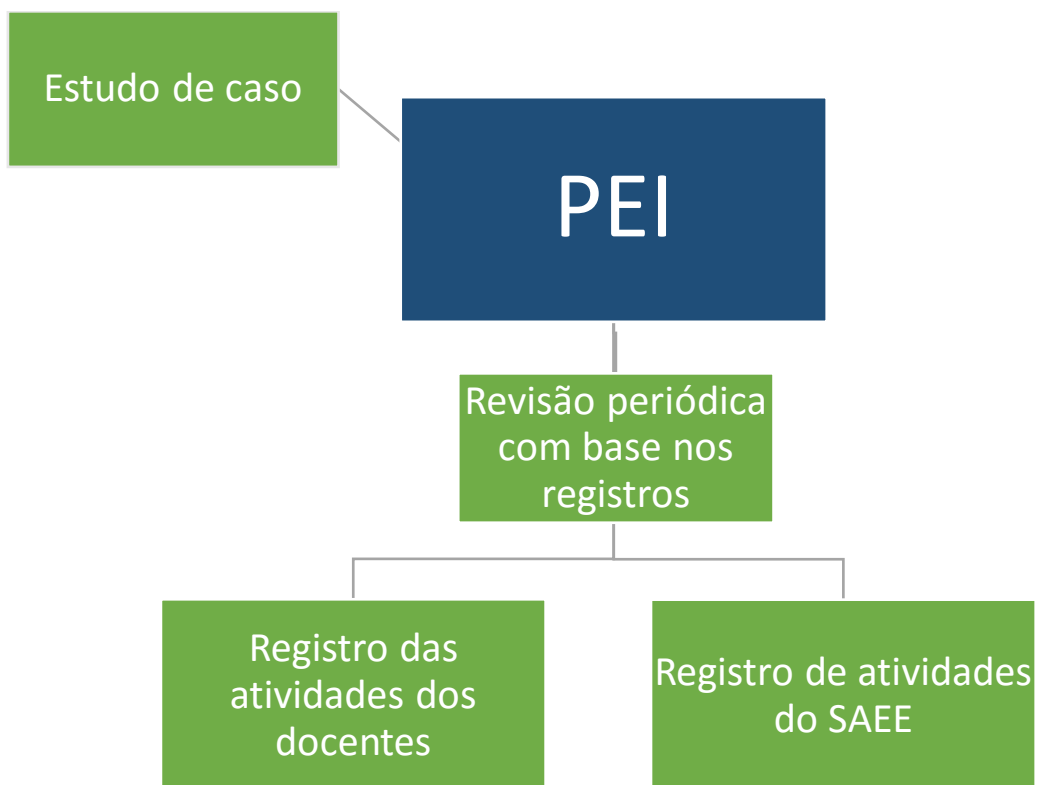 Estudo de caso
PEI
Revisão periódica
com base nos
registros
Registro das
atividades dos
docentes
Registro de atividades
do SAEE